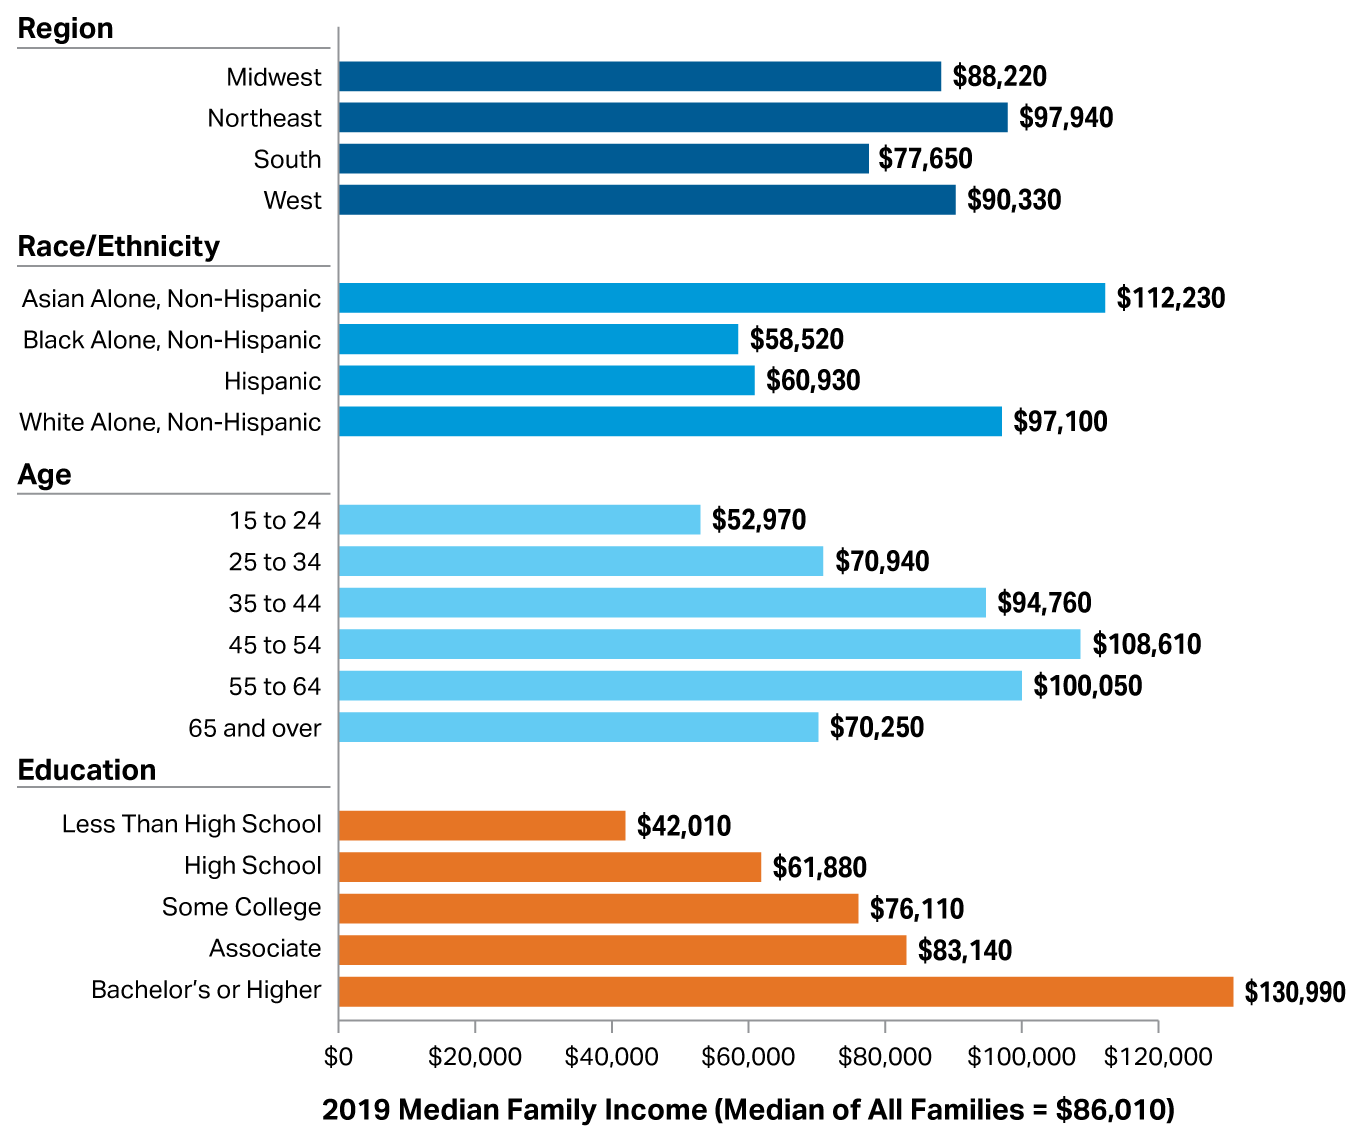 Region
Midwest $88,220
Northeast $97,940
South $77,650
West $90,330
Race/Ethnicity
Asian Alone, Non-Hispanic $112,230
Black Alone, Non-Hispanic $58,520
Hispanic $60,930
White Alone, Non-Hispanic $97,100
Age
15 to 24 $52,970
25 to 34 $70,940
35 to 44 $94,760
45 to 54 $108,610
55 to 64 $100,050
65 and over $70,250
Education
Less Than High School $42,010
High School $61,880
Some College $76,110
Associate $83,140
Bachelor’s or Higher $130,990
$0 $20,000 $40,000 $60,000 $80,000 $100,000 $120,000
2019 Median Family Income (Median of All Families = $86,010)